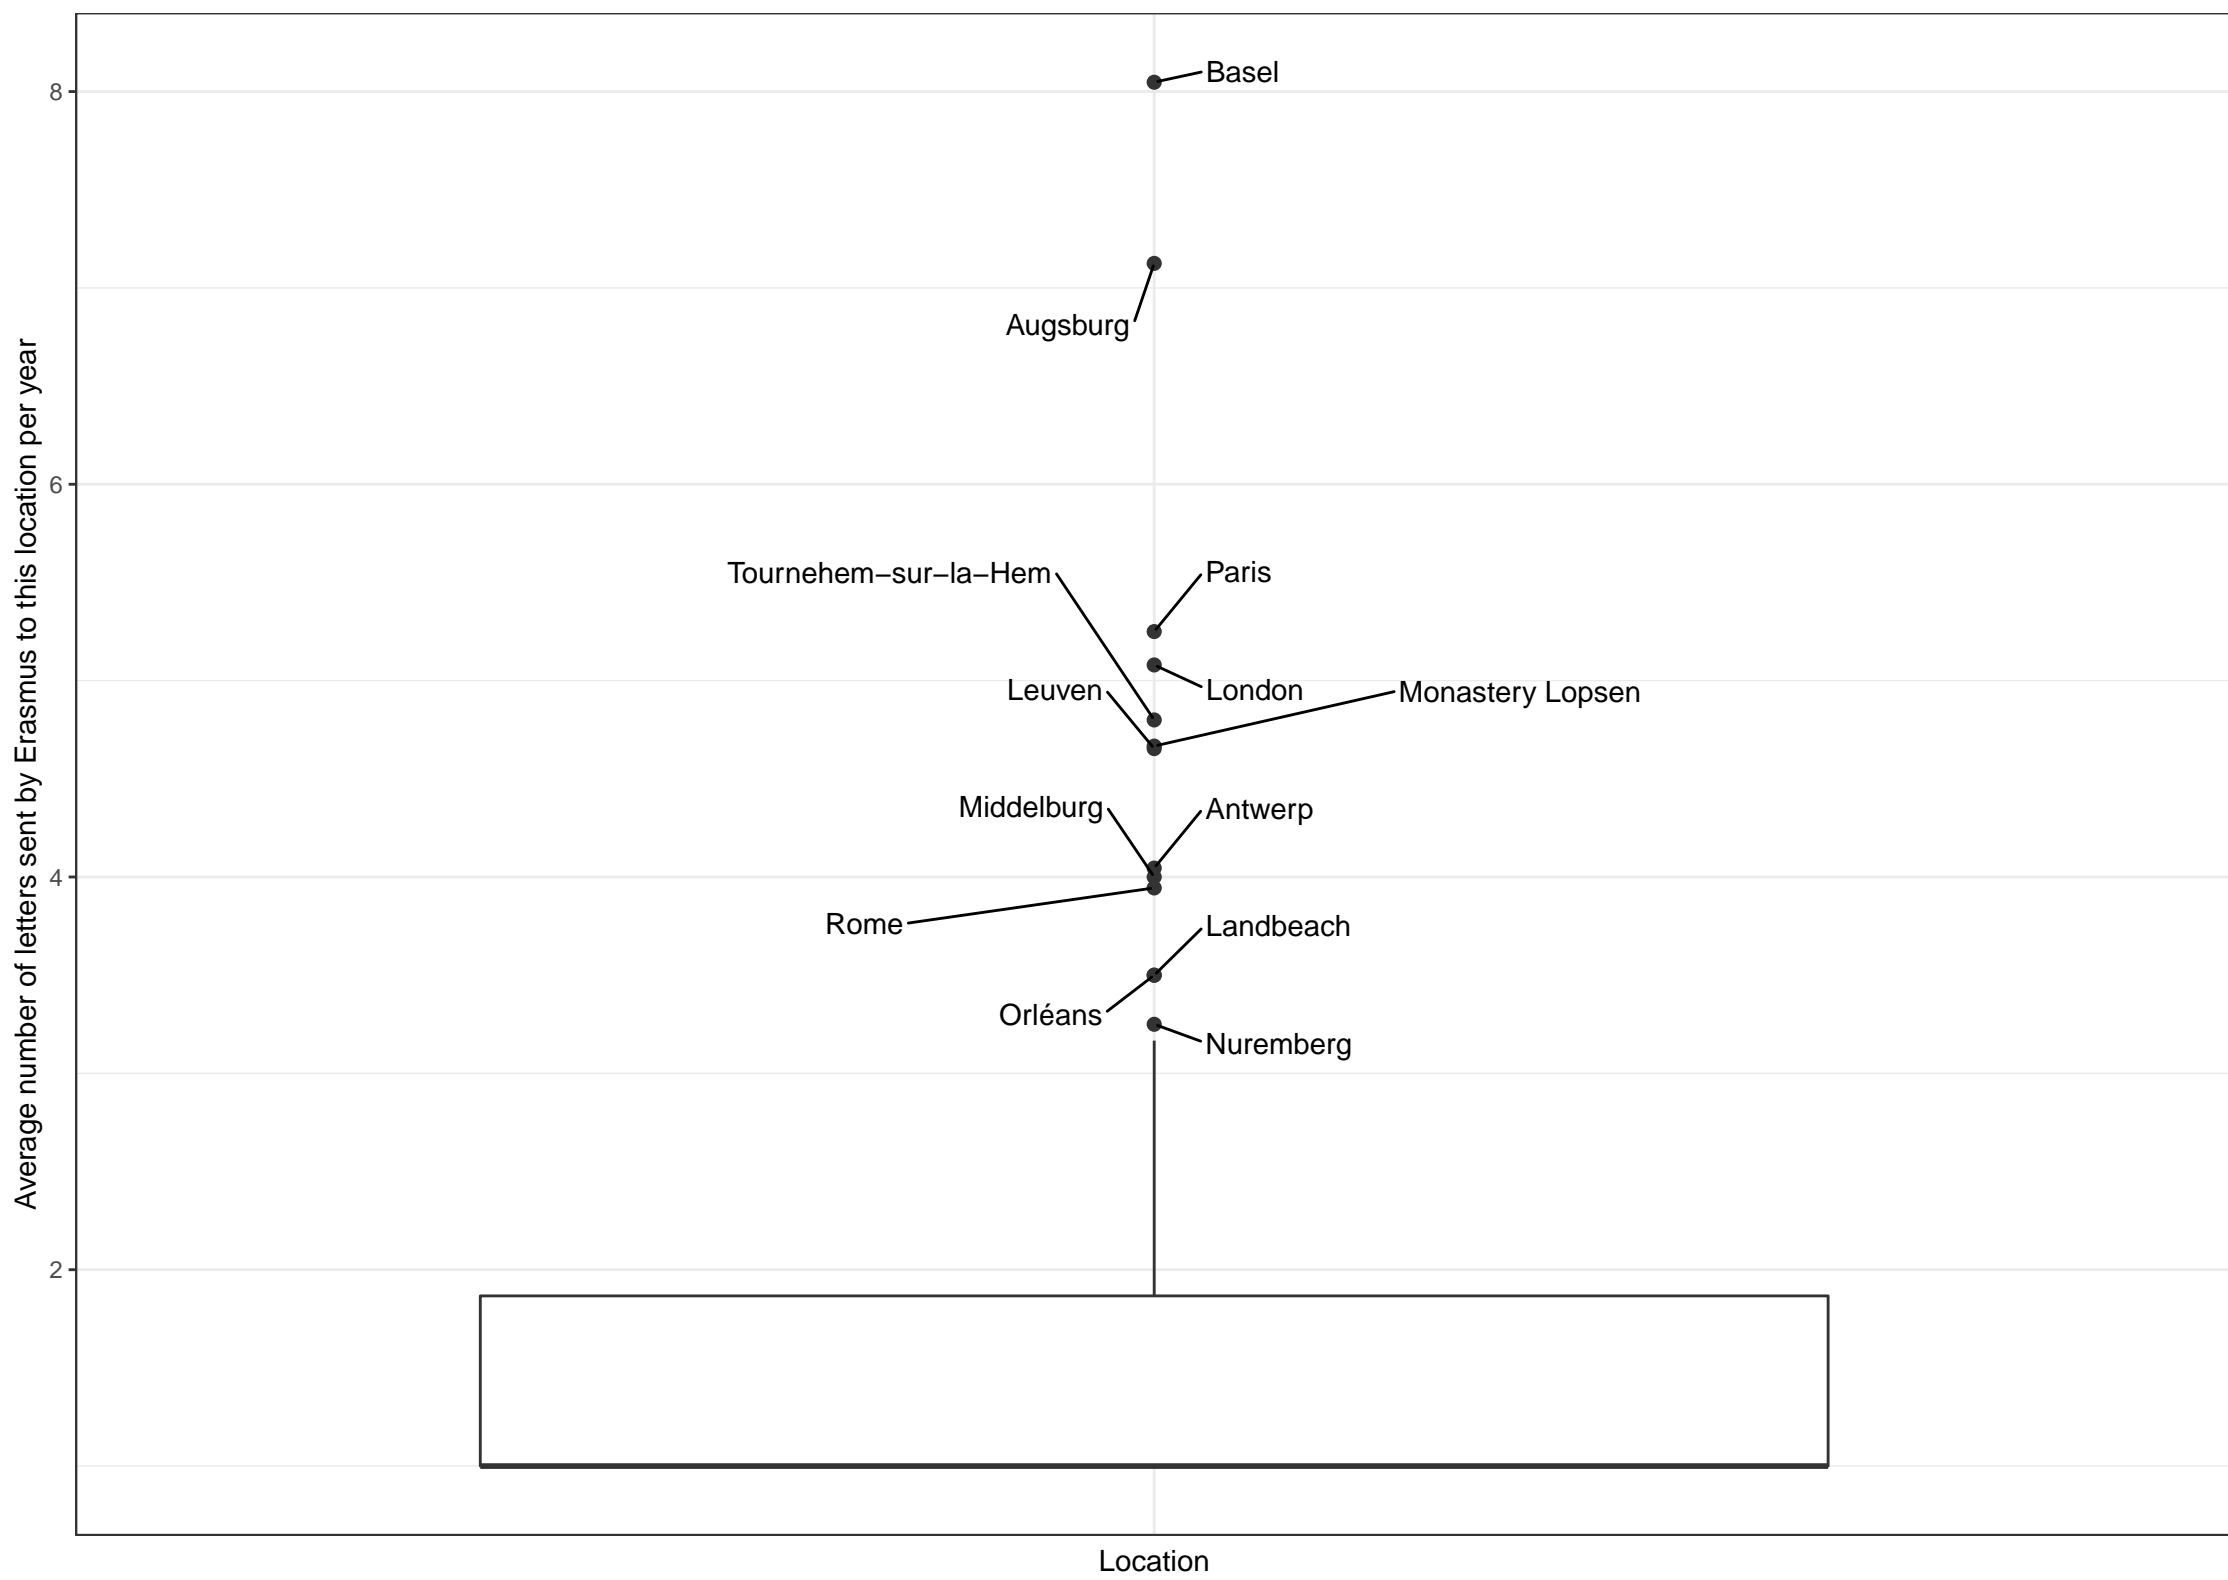 Average number of letters sent by Erasmus to this location per year
8
6
4
2
Basel
Augsburg
Tournehem−sur−la−Hem
Paris
Leuven
London
Monastery Lopsen
Middelburg
Antwerp
Rome
Landbeach
Orléans
Nuremberg
Location